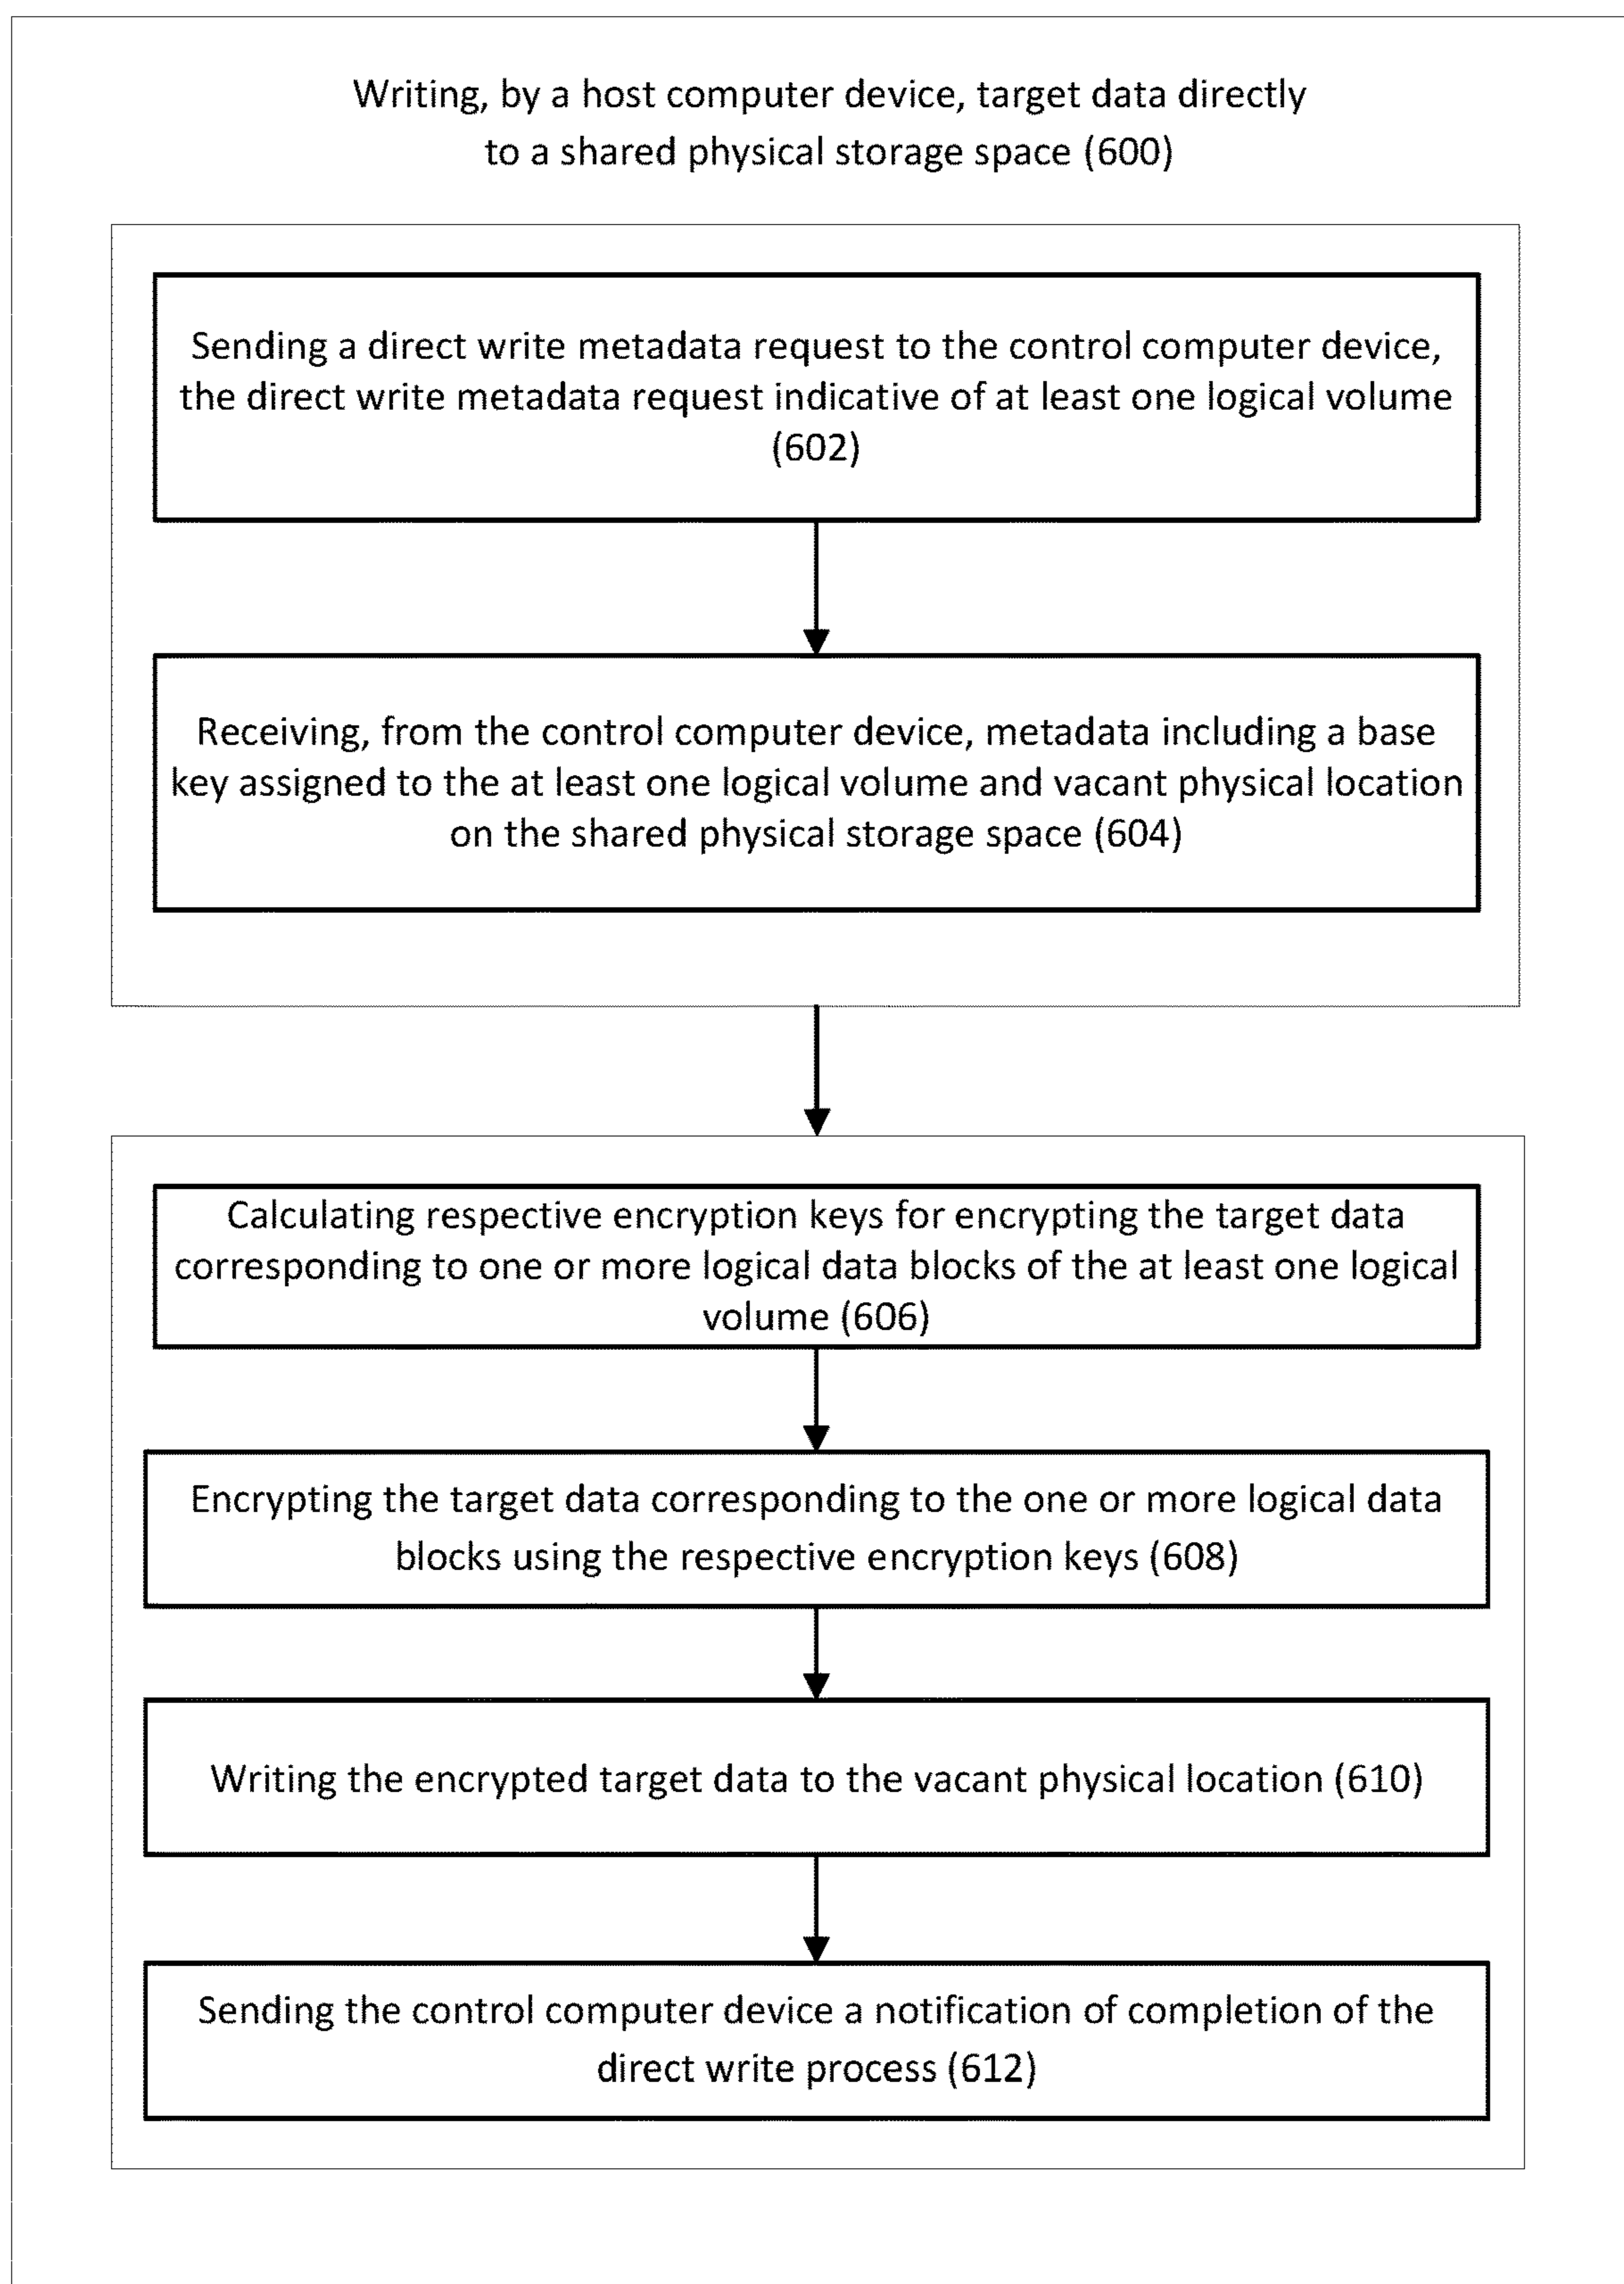 Writing, by a host computer device, target data directly
to a shared physical storage space (600)
Sending a direct write metadata request to the control computer device,
the direct write metadata request indicative of at least one logical volume
(602)
Receiving, from the control computer device, metadata including a base
key assigned to the at least one logical volume and vacant physical location
on the shared physical storage space (604)
Calculating respective encryption keys for encrypting the target data
corresponding to one or more logical data blocks of the at least one logical
volume (606)
Encrypting the target data corresponding to the one or more logical data
blocks using the respective encryption keys (608)
Writing the encrypted target data to the vacant physical location (610)
Sending the control computer device a notification of completion of the
direct write process (612)